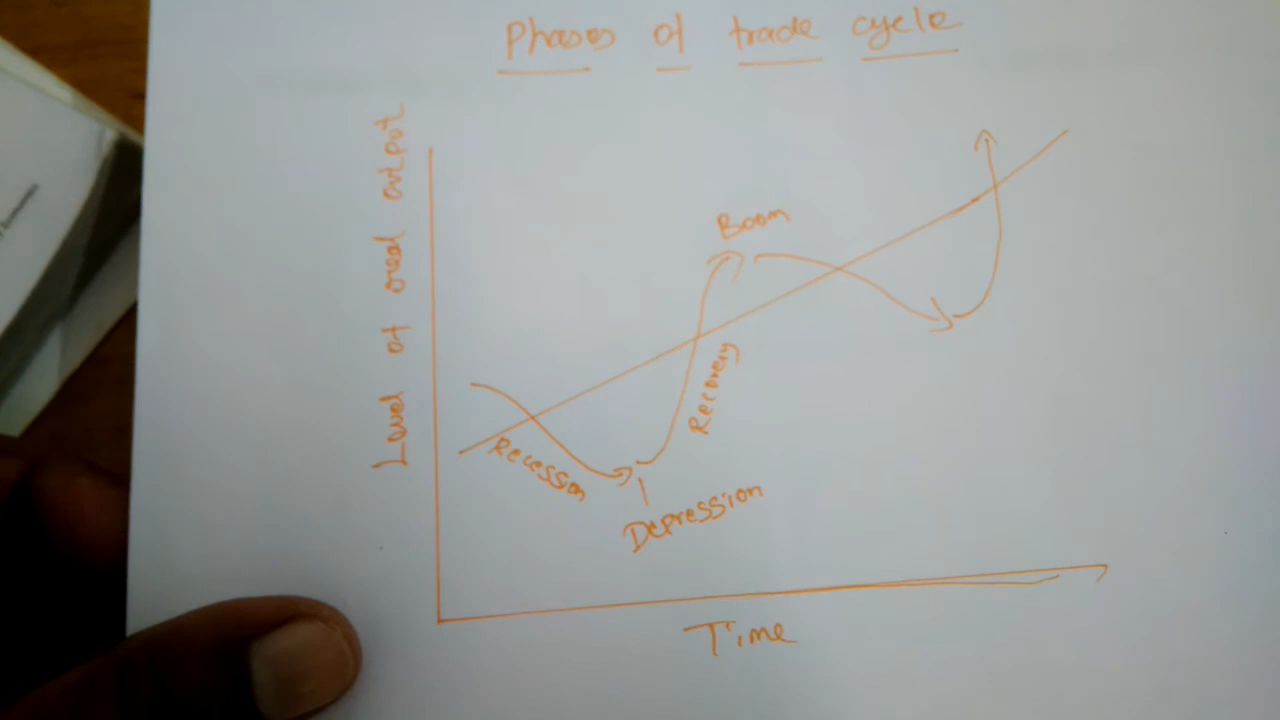 Phases of trade cycle
Level of real output
Boom
Recovery
Recession
Depression
Time